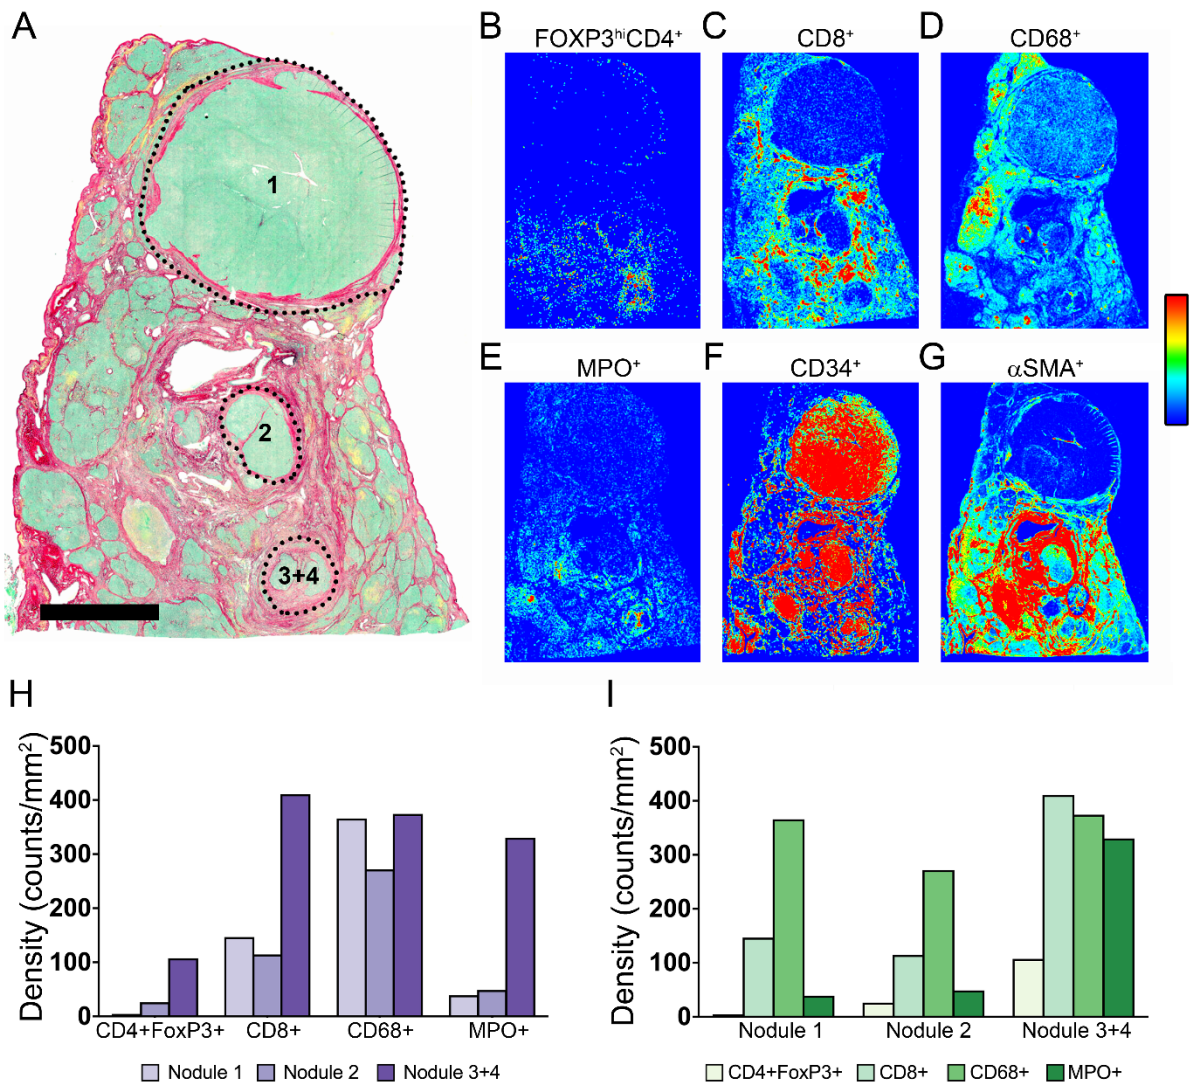 A
1
2
3+4
B
FOXP3ʰⁱCD4⁺
C
CD8⁺
D
CD68⁺
E
MPO⁺
F
CD34⁺
G
αSMA⁺
H
Density (counts/mm²)
500
400
300
200
100
0
CD4+FoxP3+ CD8+ CD68+ MPO+
Nodule 1 Nodule 2 Nodule 3+4
I
Density (counts/mm²)
500
400
300
200
100
0
Nodule 1 Nodule 2 Nodule 3+4
CD4+FoxP3+ CD8+ CD68+ MPO+